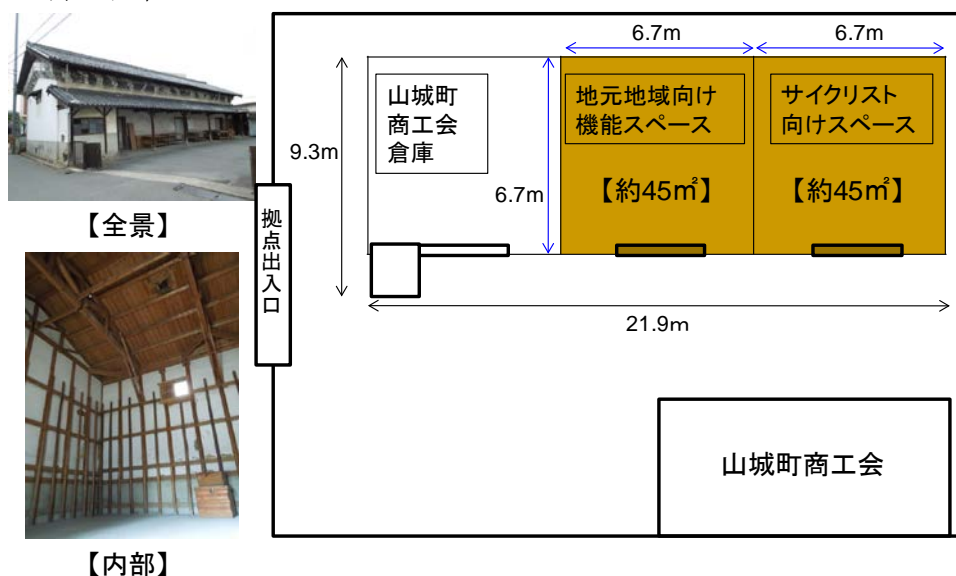 【全景】
【内部】
6.7m
6.7m
山城町
商工会
倉庫
地元地域向け
機能スペース
サイクリスト
向けスペース
9.3m
6.7m
【約45㎡】
【約45㎡】
拠点出入口
21.9m
山城町商工会